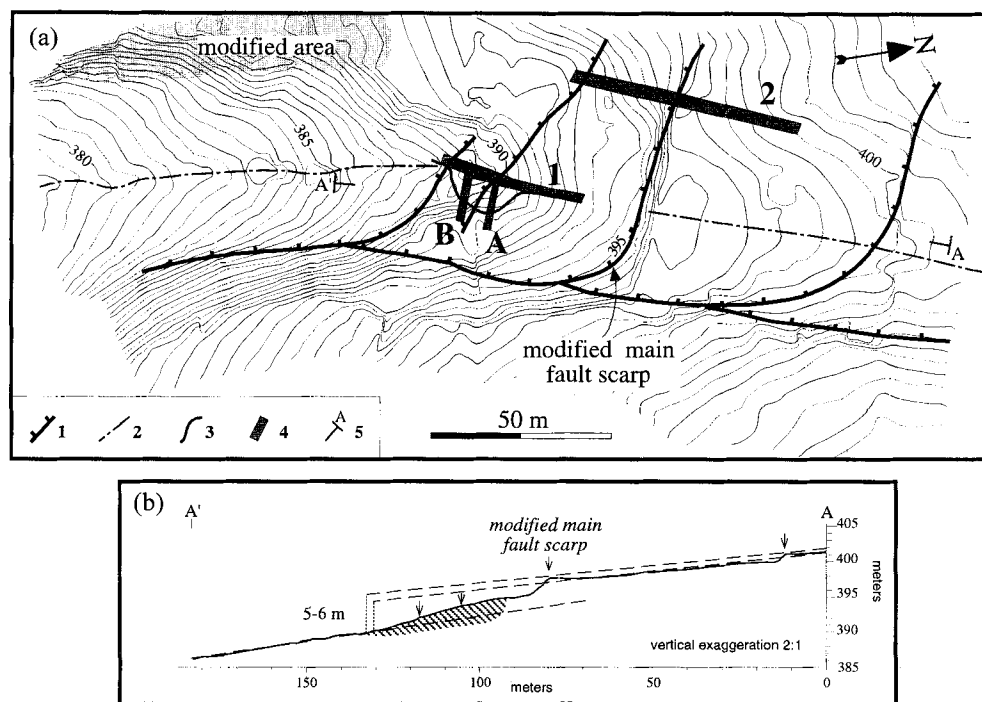 (a)
modified area
N
2
380
385
390
400
A'
1
B
A
395
A
modified main
fault scarp
50 m
1
2
3
4
A
5
(b)
A'
modified main
fault scarp
A
405
400
395
390
385
meters
5-6 m
vertical exaggeration 2:1
150
100
50
0
meters